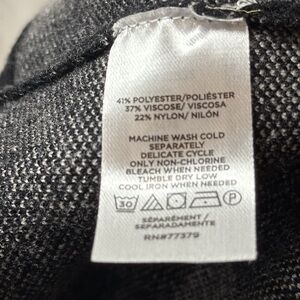 41% POLYESTER/POLIÉSTER
37% VISCOSE/ VISCOSA
22% NYLON/ NILÓN
MACHINE WASH COLD
SEPARATELY
DELICATE CYCLE
ONLY NON-CHLORINE
BLEACH WHEN NEEDED
TUMBLE DRY LOW
COOL IRON WHEN NEEDED
30 P
SÉPARÉMENT /
SEPARADAMENTE
RN#77379